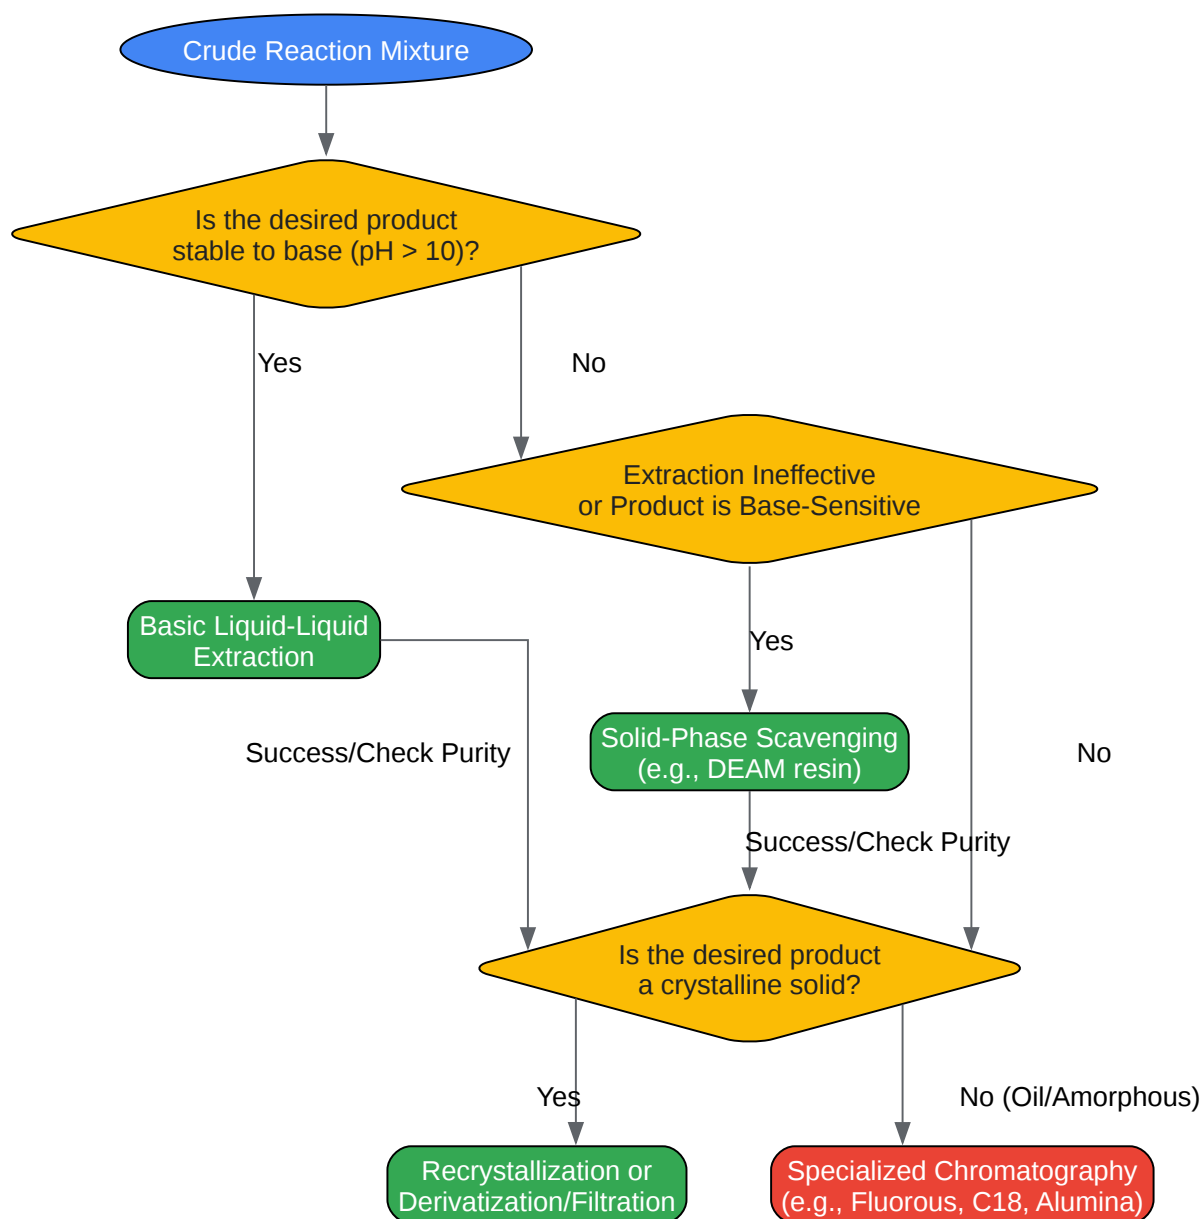 Crude Reaction Mixture
Is the desired product
stable to base (pH > 10)?
Yes
No
Extraction Ineffective
or Product is Base-Sensitive
Basic Liquid-Liquid
Extraction
Yes
Success/Check Purity
Solid-Phase Scavenging
(e.g., DEAM resin)
No
Success/Check Purity
Is the desired product
a crystalline solid?
Yes
No (Oil/Amorphous)
Recrystallization or
Derivatization/Filtration
Specialized Chromatography
(e.g., Fluorous, C18, Alumina)